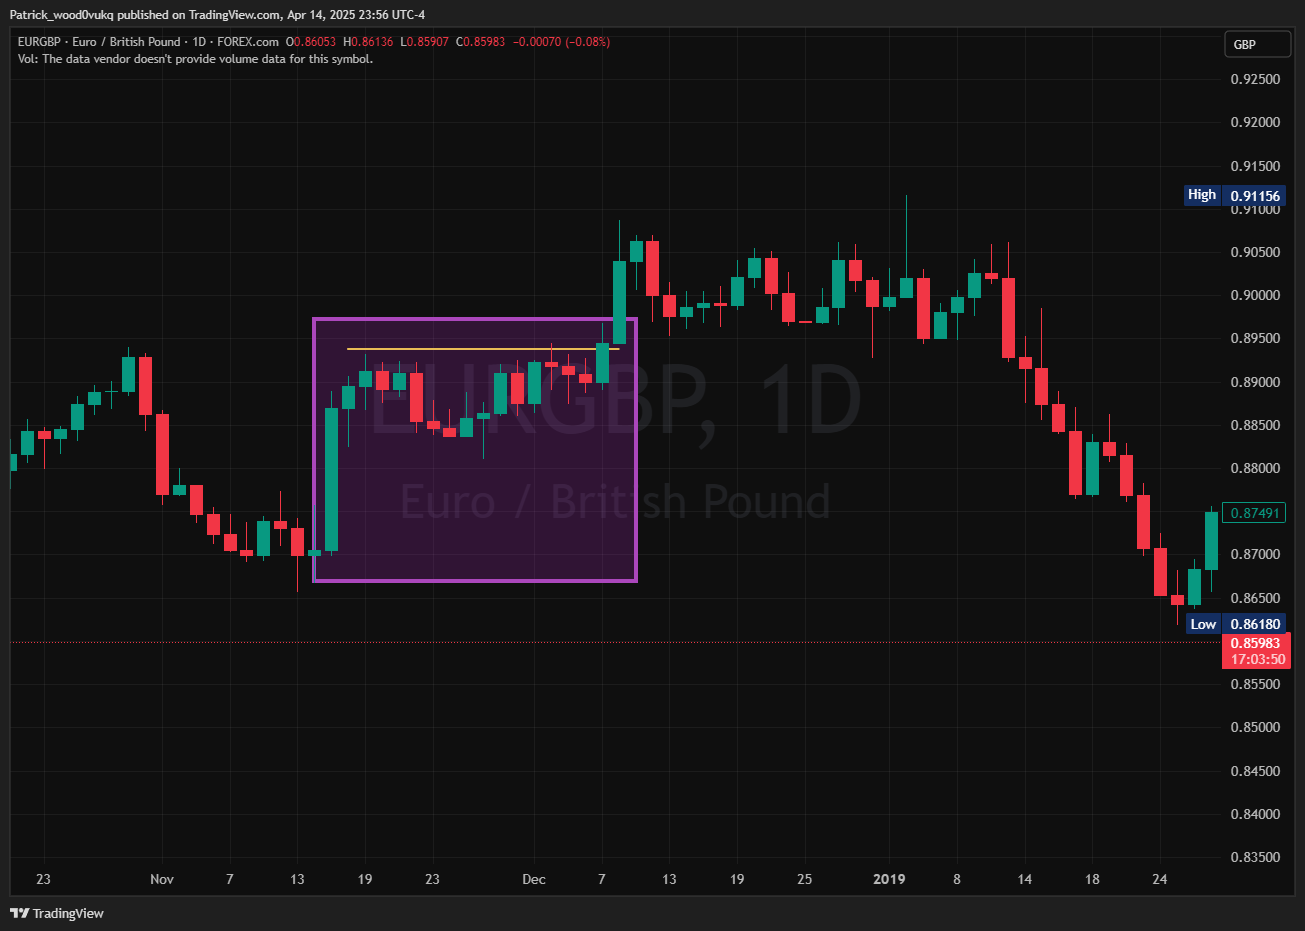 Patrick_wood0vukq published on TradingView.com, Apr 14, 2025 23:56 UTC-4
EURGBP · Euro / British Pound · 1D · FOREX.com O0.86053 H0.86136 L0.85907 C0.85983 −0.00070 (−0.08%)
Vol: The data vendor doesn't provide volume data for this symbol.
GBP
0.92500
0.92000
0.91500
High 0.91156
0.91000
0.90500
0.90000
0.89500
0.89000
0.88500
0.88000
0.87491
0.87000
0.86500
Low 0.86180
0.85983
17:03:50
0.85500
0.85000
0.84500
0.84000
0.83500
EURGBP, 1D
Euro / British Pound
23 Nov 7 13 19 23 Dec 7 13 19 25 2019 8 14 18 24
TradingView